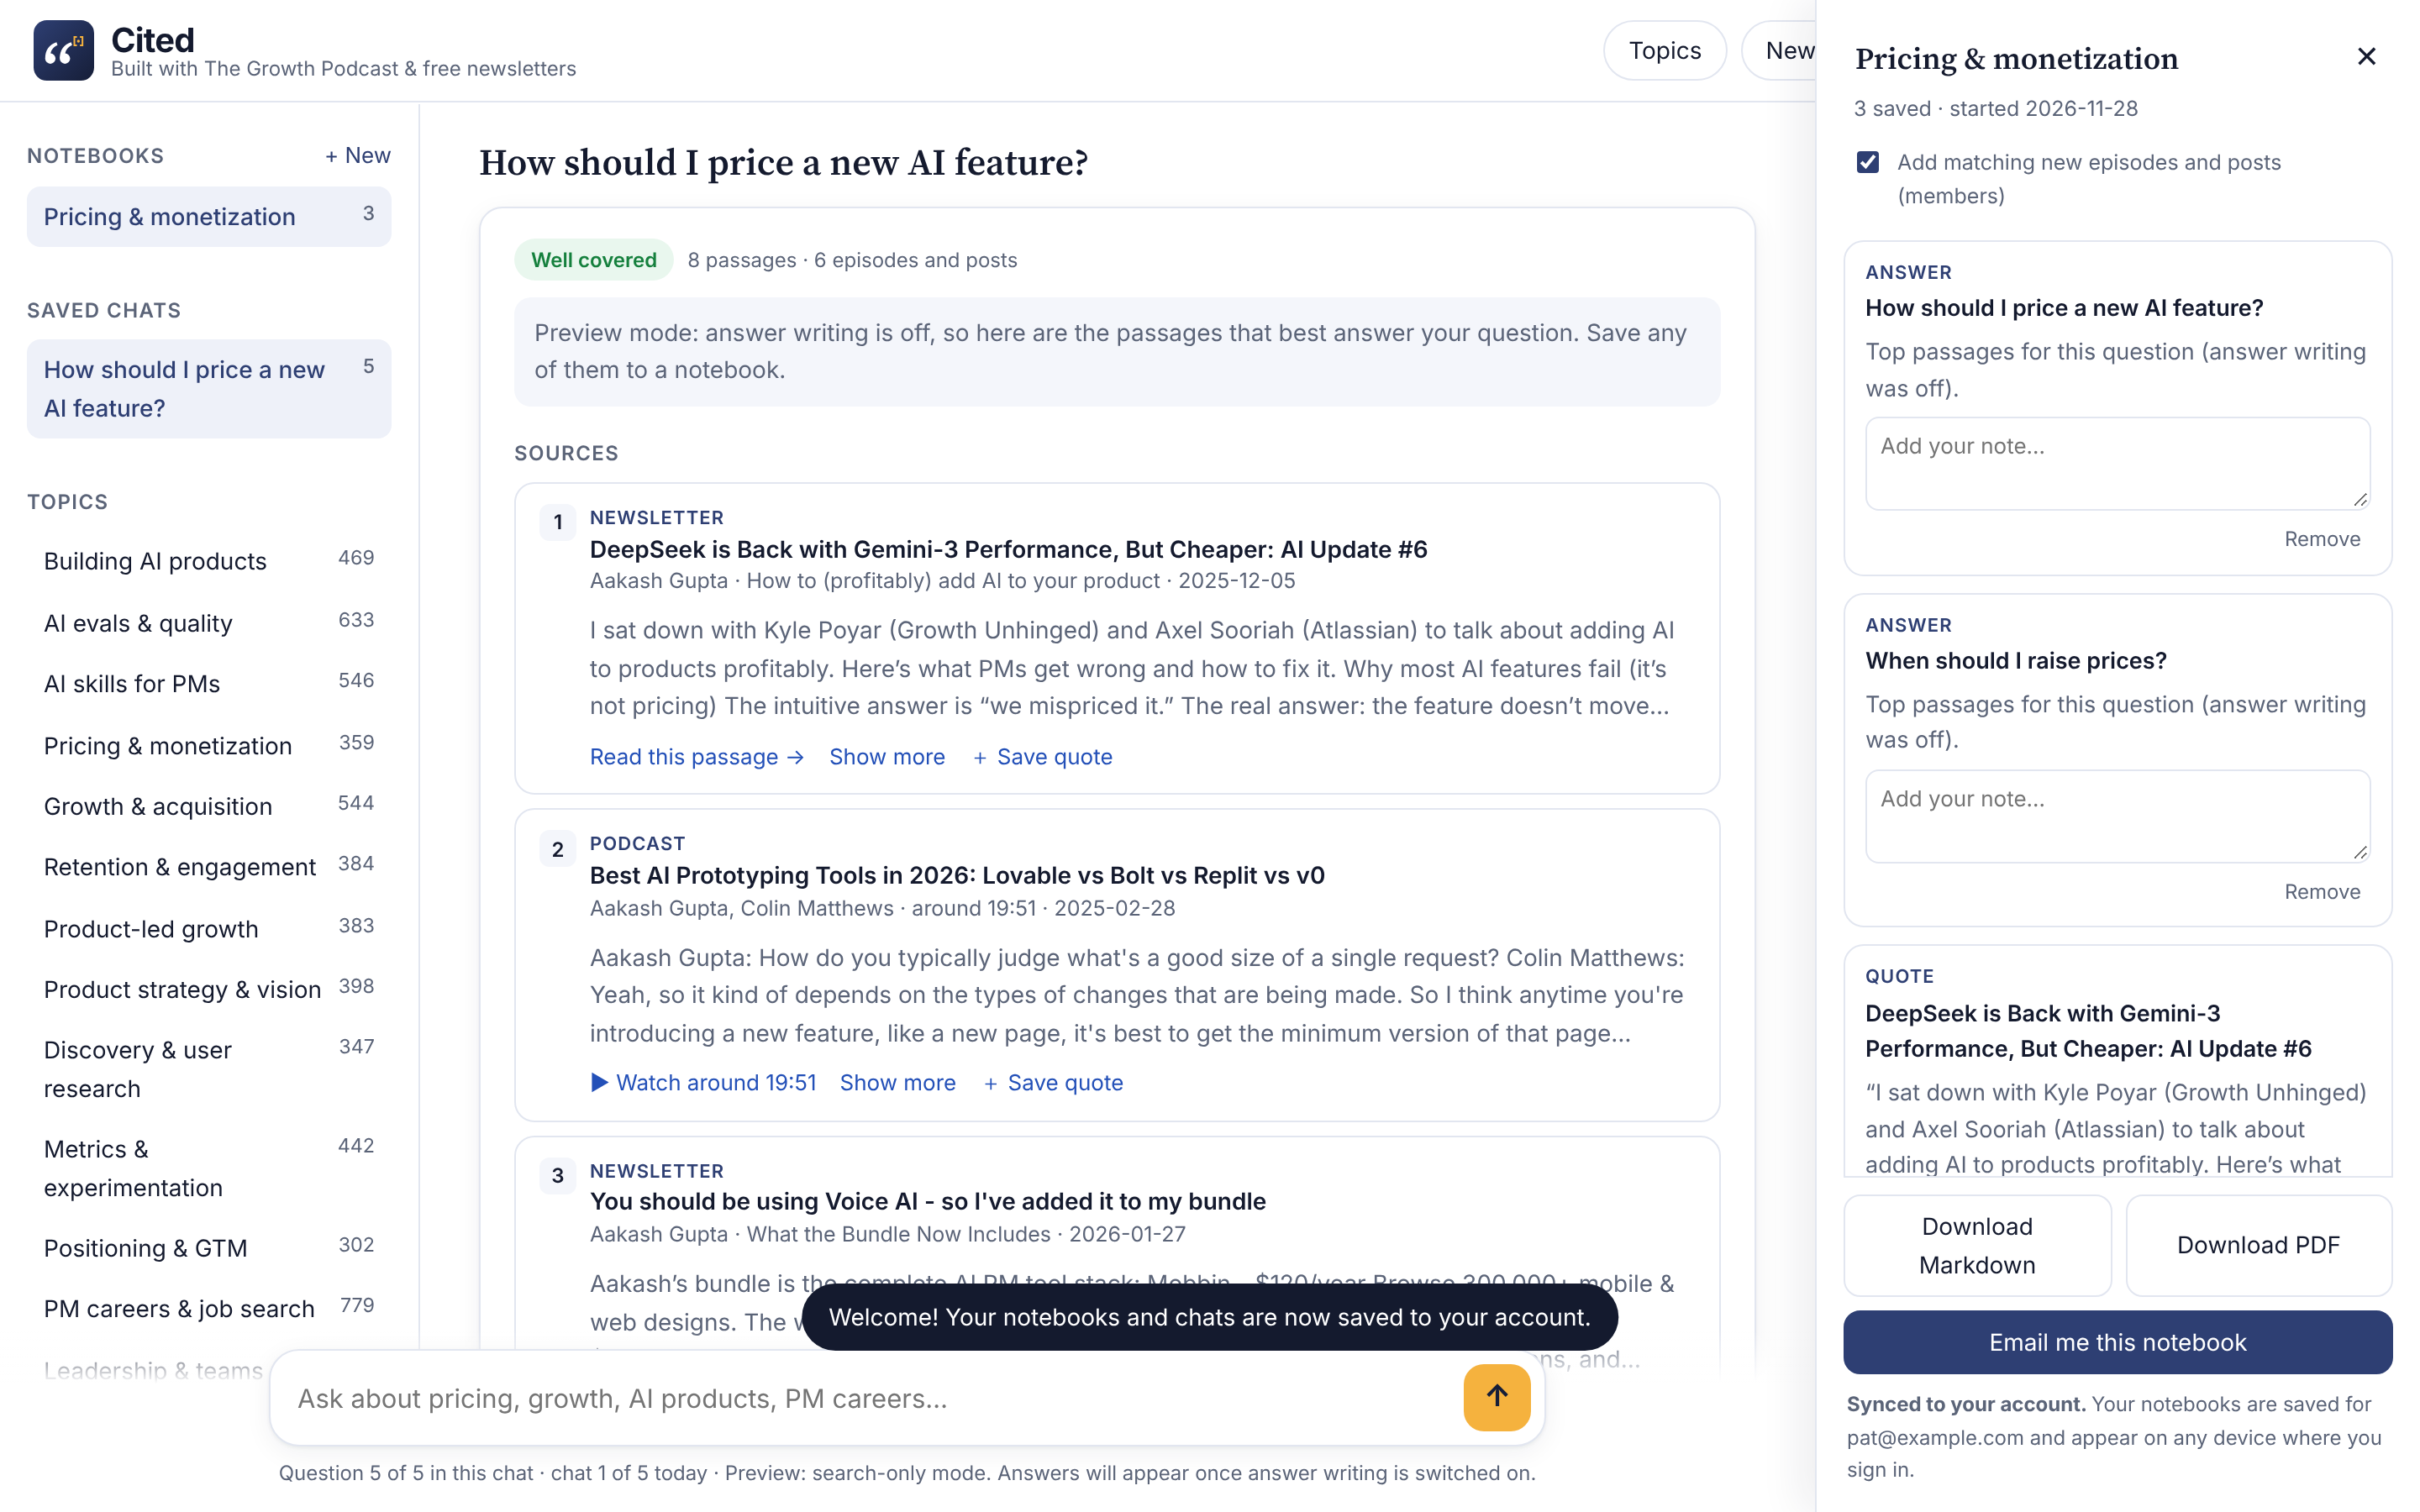 Cited
Built with The Growth Podcast & free newsletters
Topics
New
NOTEBOOKS
+ New
Pricing & monetization 3
SAVED CHATS
How should I price a new 5
AI feature?
TOPICS
Building AI products 469
AI evals & quality 633
AI skills for PMs 546
Pricing & monetization 359
Growth & acquisition 544
Retention & engagement 384
Product-led growth 383
Product strategy & vision 398
Discovery & user 347
research
Metrics & 442
experimentation
Positioning & GTM 302
PM careers & job search 779
Leadership & teams
How should I price a new AI feature?
Well covered 8 passages · 6 episodes and posts
Preview mode: answer writing is off, so here are the passages that best answer your question. Save any
of them to a notebook.
SOURCES
1 NEWSLETTER
DeepSeek is Back with Gemini-3 Performance, But Cheaper: AI Update #6
Aakash Gupta · How to (profitably) add AI to your product · 2025-12-05
I sat down with Kyle Poyar (Growth Unhinged) and Axel Sooriah (Atlassian) to talk about adding AI
to products profitably. Here’s what PMs get wrong and how to fix it. Why most AI features fail (it’s
not pricing) The intuitive answer is “we mispriced it.” The real answer: the feature doesn’t move...
Read this passage → Show more + Save quote
2 PODCAST
Best AI Prototyping Tools in 2026: Lovable vs Bolt vs Replit vs v0
Aakash Gupta, Colin Matthews · around 19:51 · 2025-02-28
Aakash Gupta: How do you typically judge what's a good size of a single request? Colin Matthews:
Yeah, so it kind of depends on the types of changes that are being made. So I think anytime you're
introducing a new feature, like a new page, it's best to get the minimum version of that page...
▶ Watch around 19:51 Show more + Save quote
3 NEWSLETTER
You should be using Voice AI - so I've added it to my bundle
Aakash Gupta · What the Bundle Now Includes · 2026-01-27
Aakash’s bundle is the complete AI PM tool stack: Mobbin $120/year Browse 300,000+ mobile &
web designs. The
and...
Welcome! Your notebooks and chats are now saved to your account.
Ask about pricing, growth, AI products, PM careers...
Question 5 of 5 in this chat · chat 1 of 5 today · Preview: search-only mode. Answers will appear once answer writing is switched on.
Pricing & monetization ✕
3 saved · started 2026-11-28
Add matching new episodes and posts
(members)
ANSWER
How should I price a new AI feature?
Top passages for this question (answer writing
was off).
Add your note...
Remove
ANSWER
When should I raise prices?
Top passages for this question (answer writing
was off).
Add your note...
Remove
QUOTE
DeepSeek is Back with Gemini-3
Performance, But Cheaper: AI Update #6
“I sat down with Kyle Poyar (Growth Unhinged)
and Axel Sooriah (Atlassian) to talk about
adding AI to products profitably. Here’s what
Download
Markdown
Download PDF
Email me this notebook
Synced to your account. Your notebooks are saved for
pat@example.com and appear on any device where you
sign in.